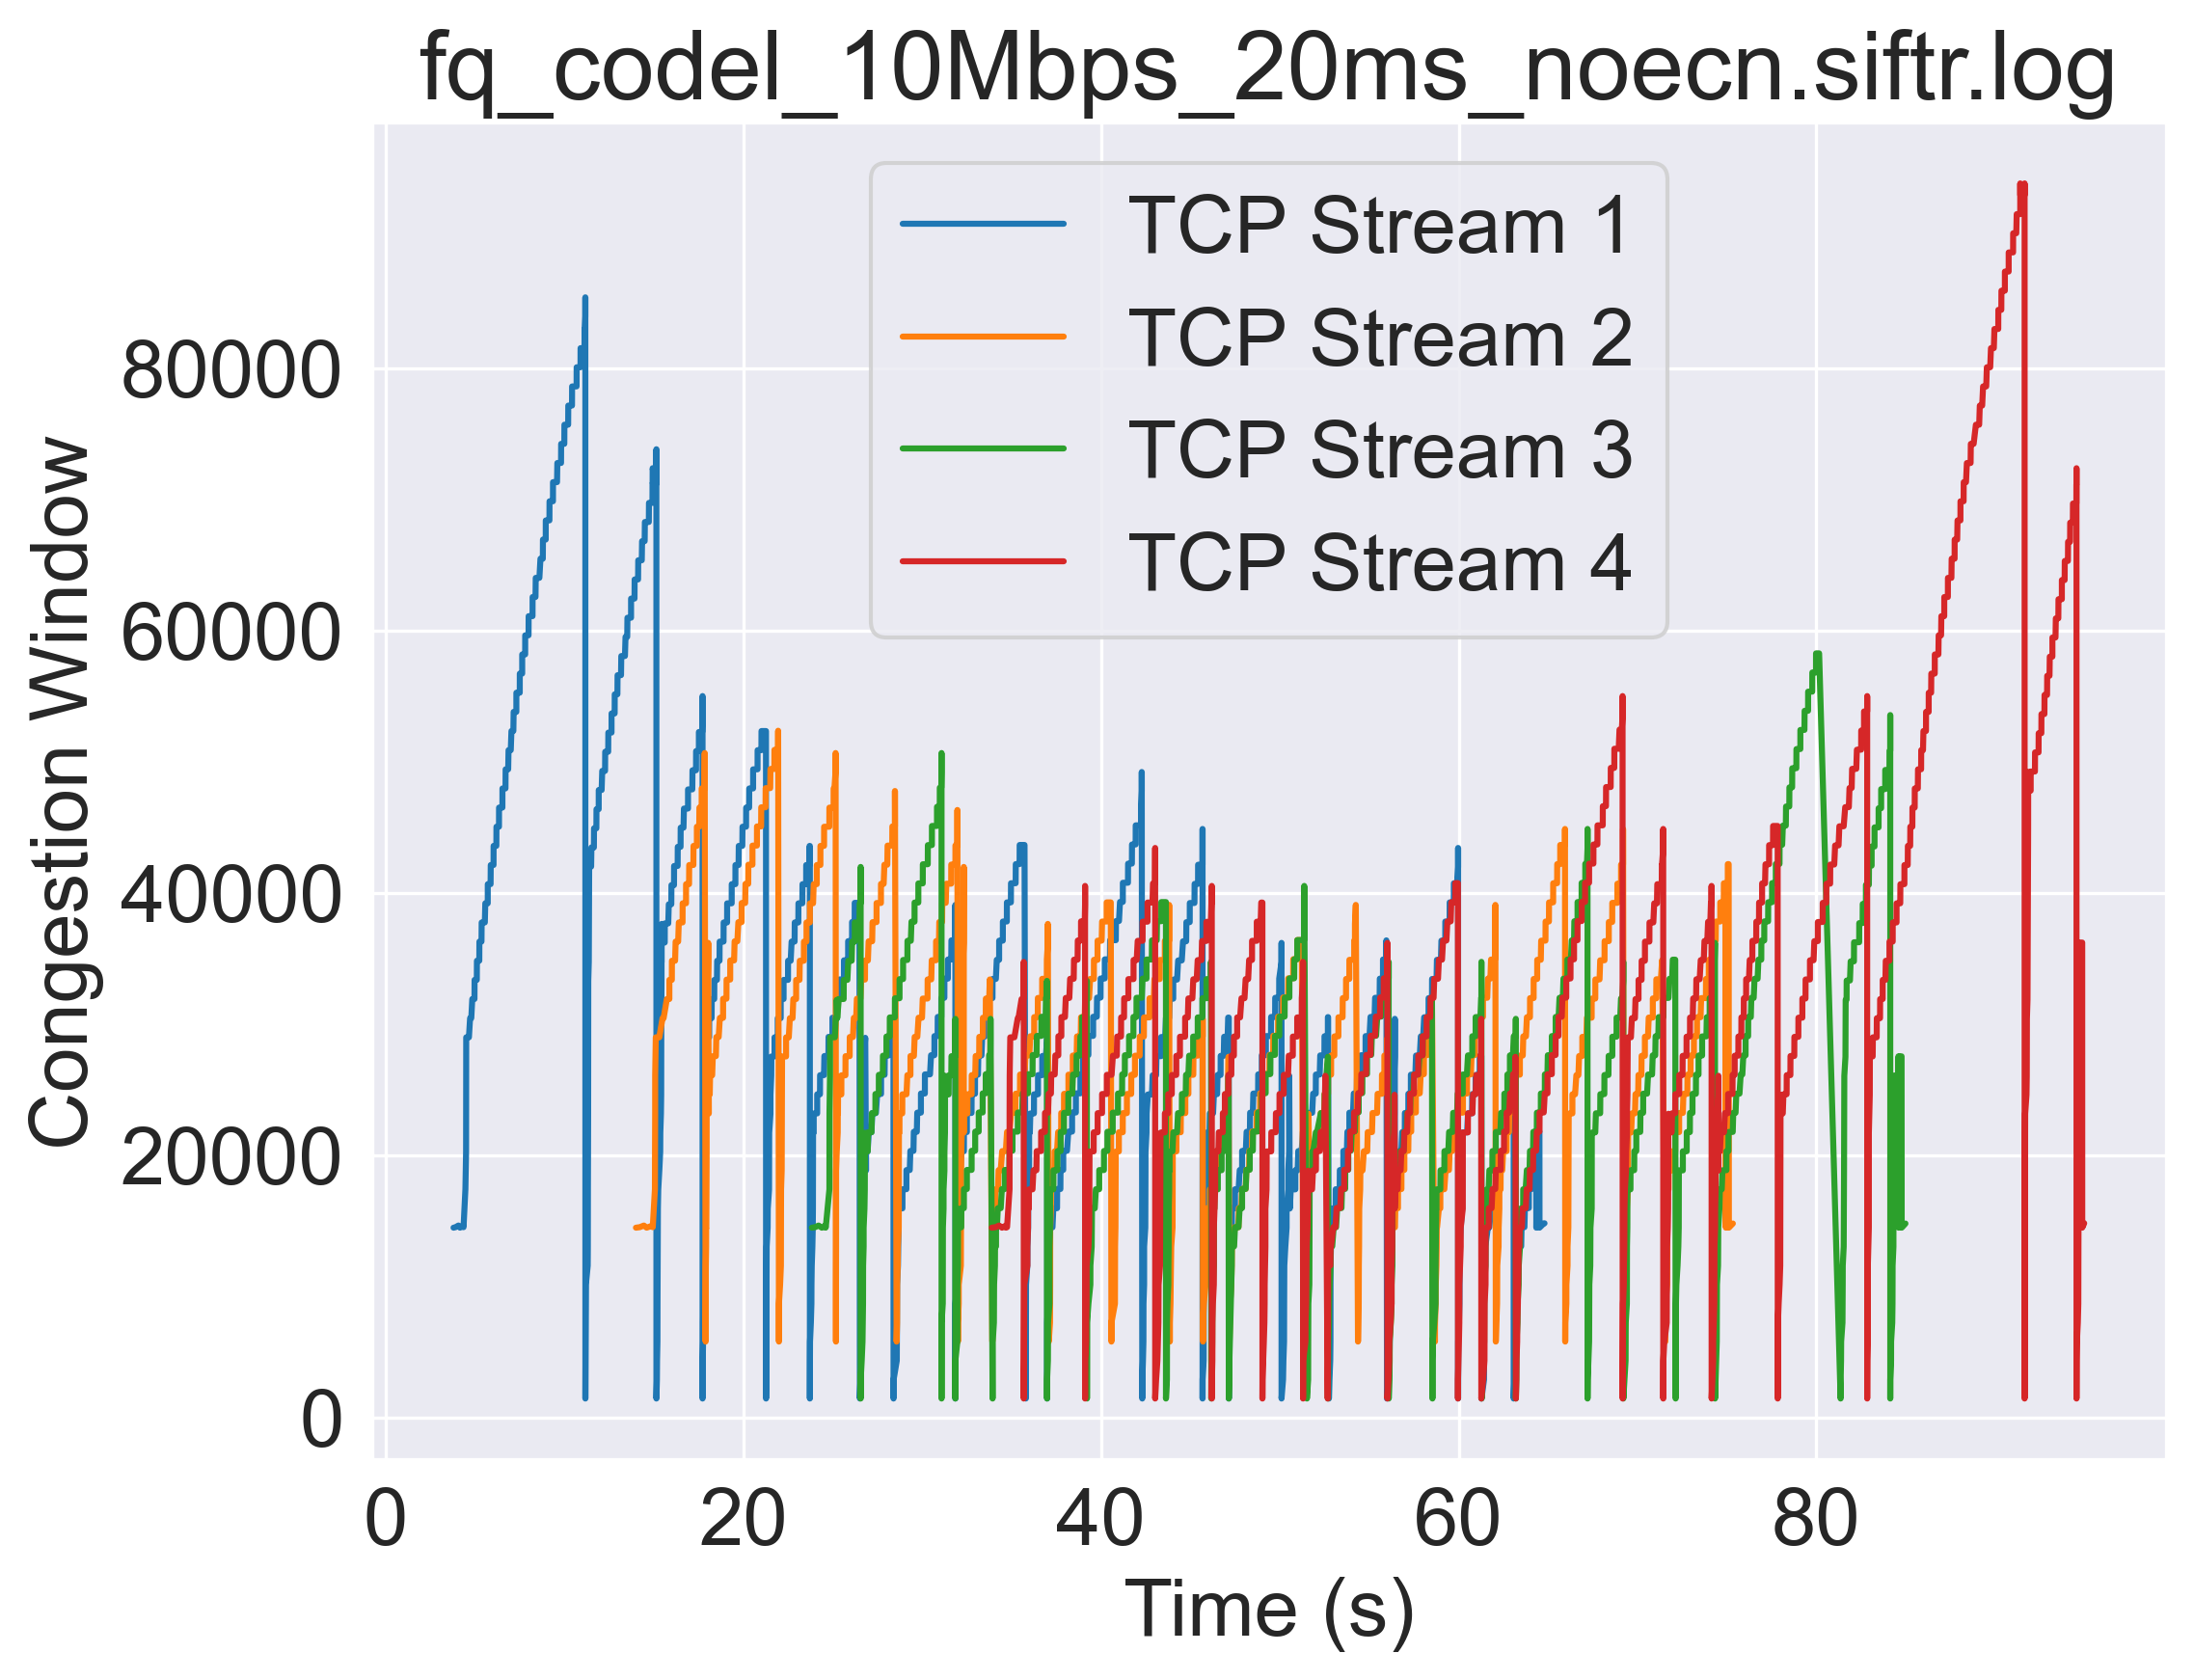 fq_codel_10Mbps_20ms_noecn.siftr.log
TCP Stream 1
TCP Stream 2
TCP Stream 3
TCP Stream 4
Congestion Window
80000
60000
40000
20000
0
0 20 40 60 80
Time (s)